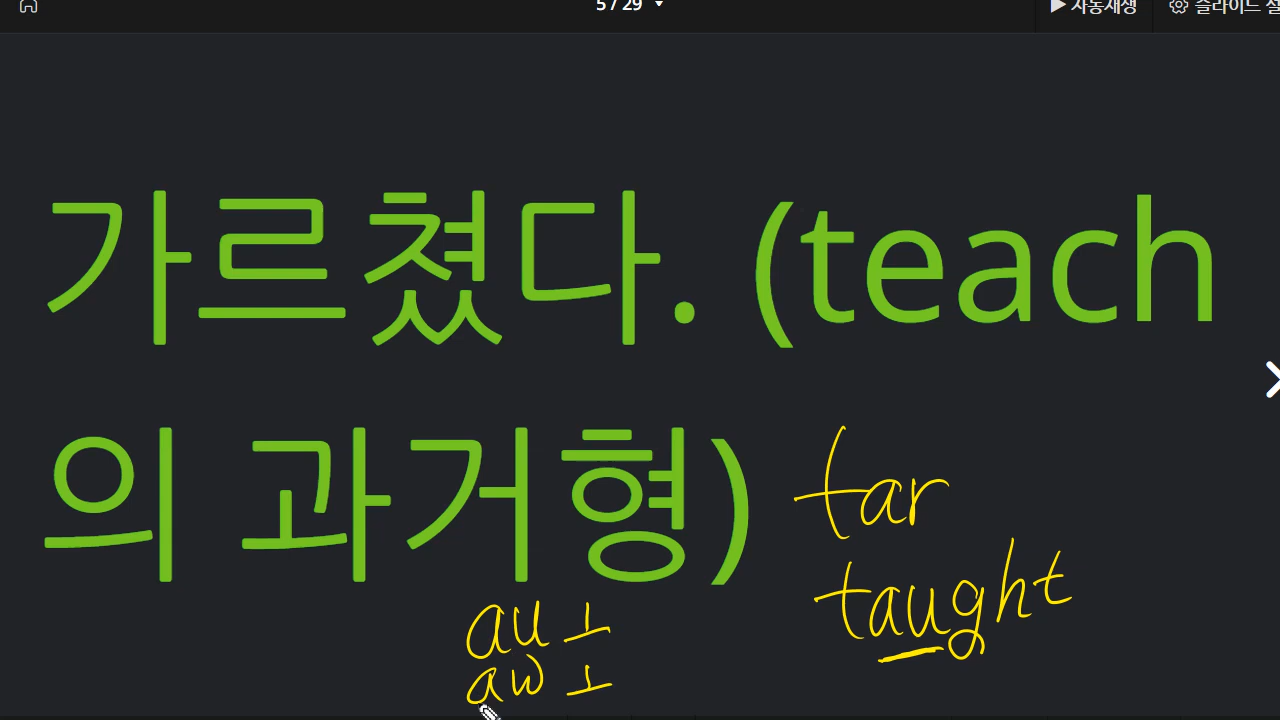 5 / 29
▶ 자동재생
슬라이드 설
가르쳤다. (teach
의 과거형)
tar
taught
au ㅗ
aw ㅗ